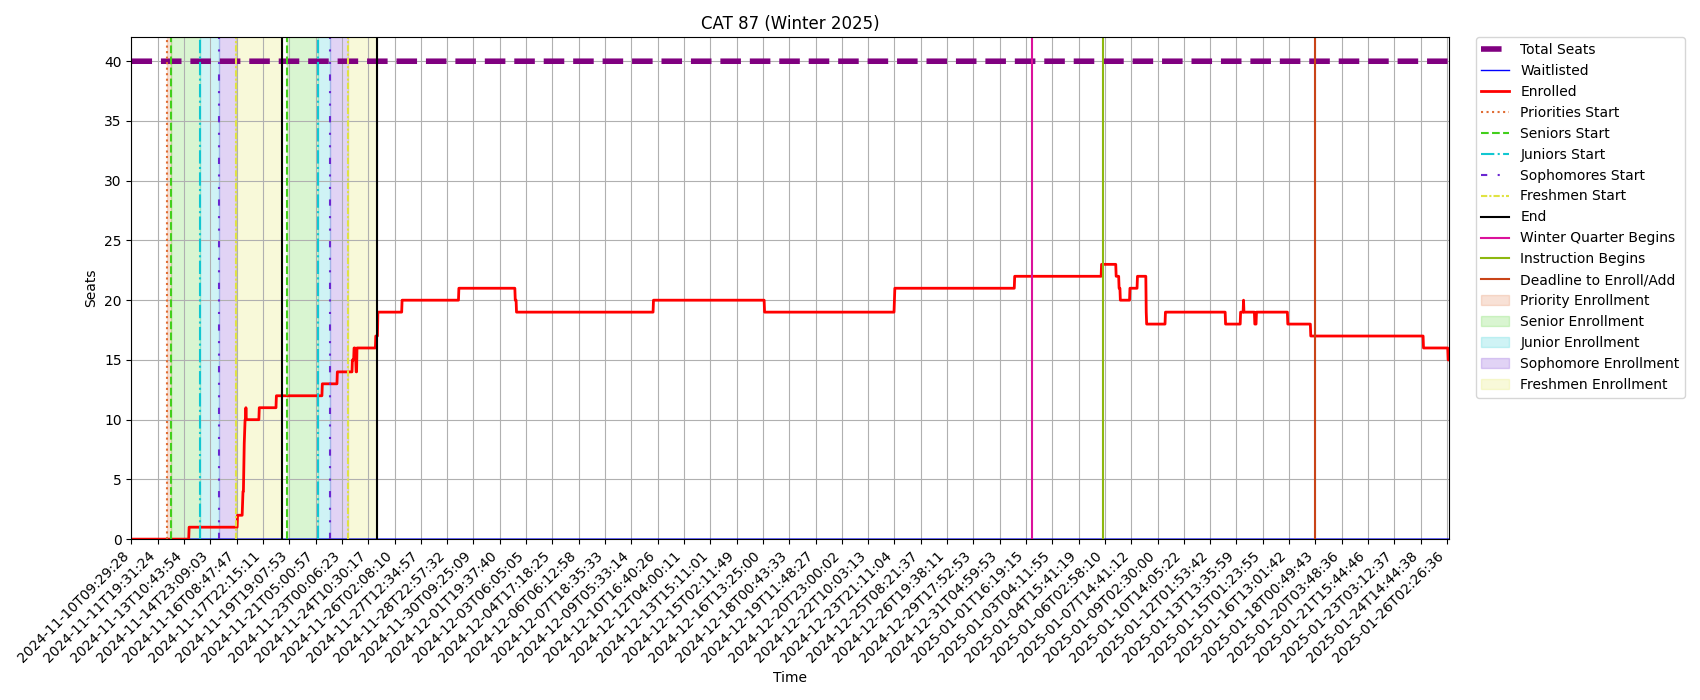 CAT 87 (Winter 2025)
40
35
30
25
20
15
10
5
0
Seats
2024-11-10T09:29:28
2024-11-11T19:31:24
2024-11-13T10:43:54
2024-11-14T23:09:03
2024-11-16T08:47:47
2024-11-17T22:15:11
2024-11-19T19:07:53
2024-11-21T05:00:57
2024-11-23T00:06:23
2024-11-24T10:30:17
2024-11-26T02:08:10
2024-11-27T12:34:57
2024-11-28T22:57:32
2024-11-30T09:25:09
2024-12-01T19:37:40
2024-12-03T06:05:05
2024-12-04T17:18:25
2024-12-06T06:12:58
2024-12-07T18:35:33
2024-12-09T05:33:14
2024-12-10T16:40:26
2024-12-12T04:00:11
2024-12-13T15:11:01
2024-12-15T02:11:49
2024-12-16T13:25:00
2024-12-18T00:43:33
2024-12-19T11:48:27
2024-12-20T23:00:02
2024-12-22T10:03:13
2024-12-23T21:11:04
2024-12-25T08:21:37
2024-12-26T19:38:11
2024-12-29T17:52:53
2024-12-31T04:59:53
2025-01-01T16:19:15
2025-01-03T04:11:55
2025-01-04T15:41:19
2025-01-06T02:58:10
2025-01-07T14:41:12
2025-01-09T02:30:00
2025-01-10T14:05:22
2025-01-12T01:53:42
2025-01-13T13:35:59
2025-01-15T01:23:55
2025-01-16T13:01:42
2025-01-18T00:49:43
2025-01-20T03:48:36
2025-01-21T15:44:46
2025-01-23T03:12:37
2025-01-24T14:44:38
2025-01-26T02:26:36
Time
Total Seats
Waitlisted
Enrolled
Priorities Start
Seniors Start
Juniors Start
Sophomores Start
Freshmen Start
End
Winter Quarter Begins
Instruction Begins
Deadline to Enroll/Add
Priority Enrollment
Senior Enrollment
Junior Enrollment
Sophomore Enrollment
Freshmen Enrollment